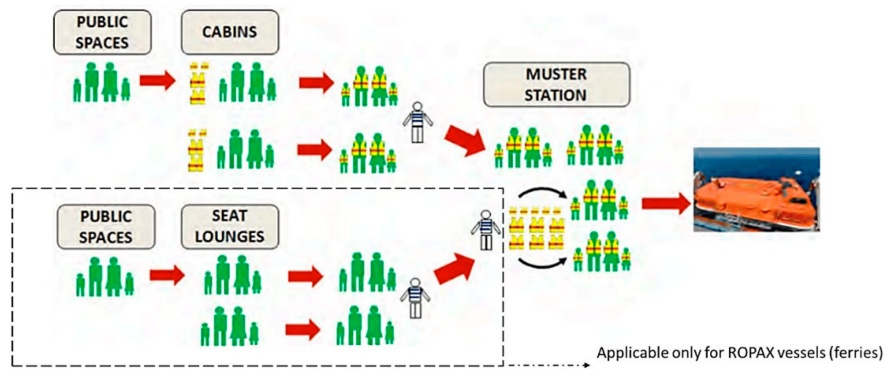 PUBLIC
SPACES
CABINS
MUSTER
STATION
PUBLIC
SPACES
SEAT
LOUNGES
Applicable only for ROPAX vessels (ferries)